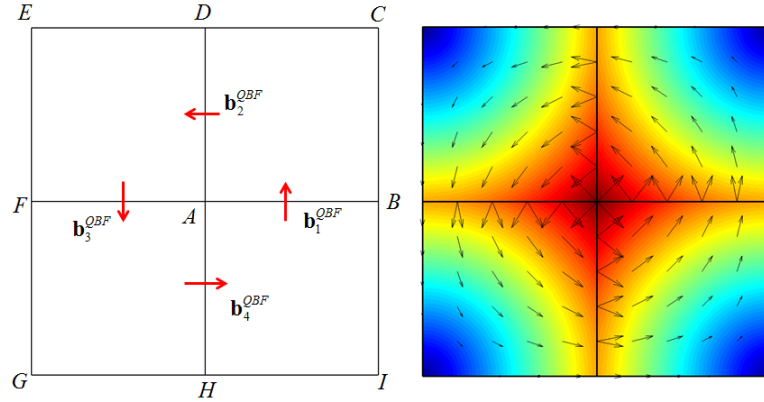 E D C
b₂^QBF
F A B
b₃^QBF b₁^QBF
b₄^QBF
G H I